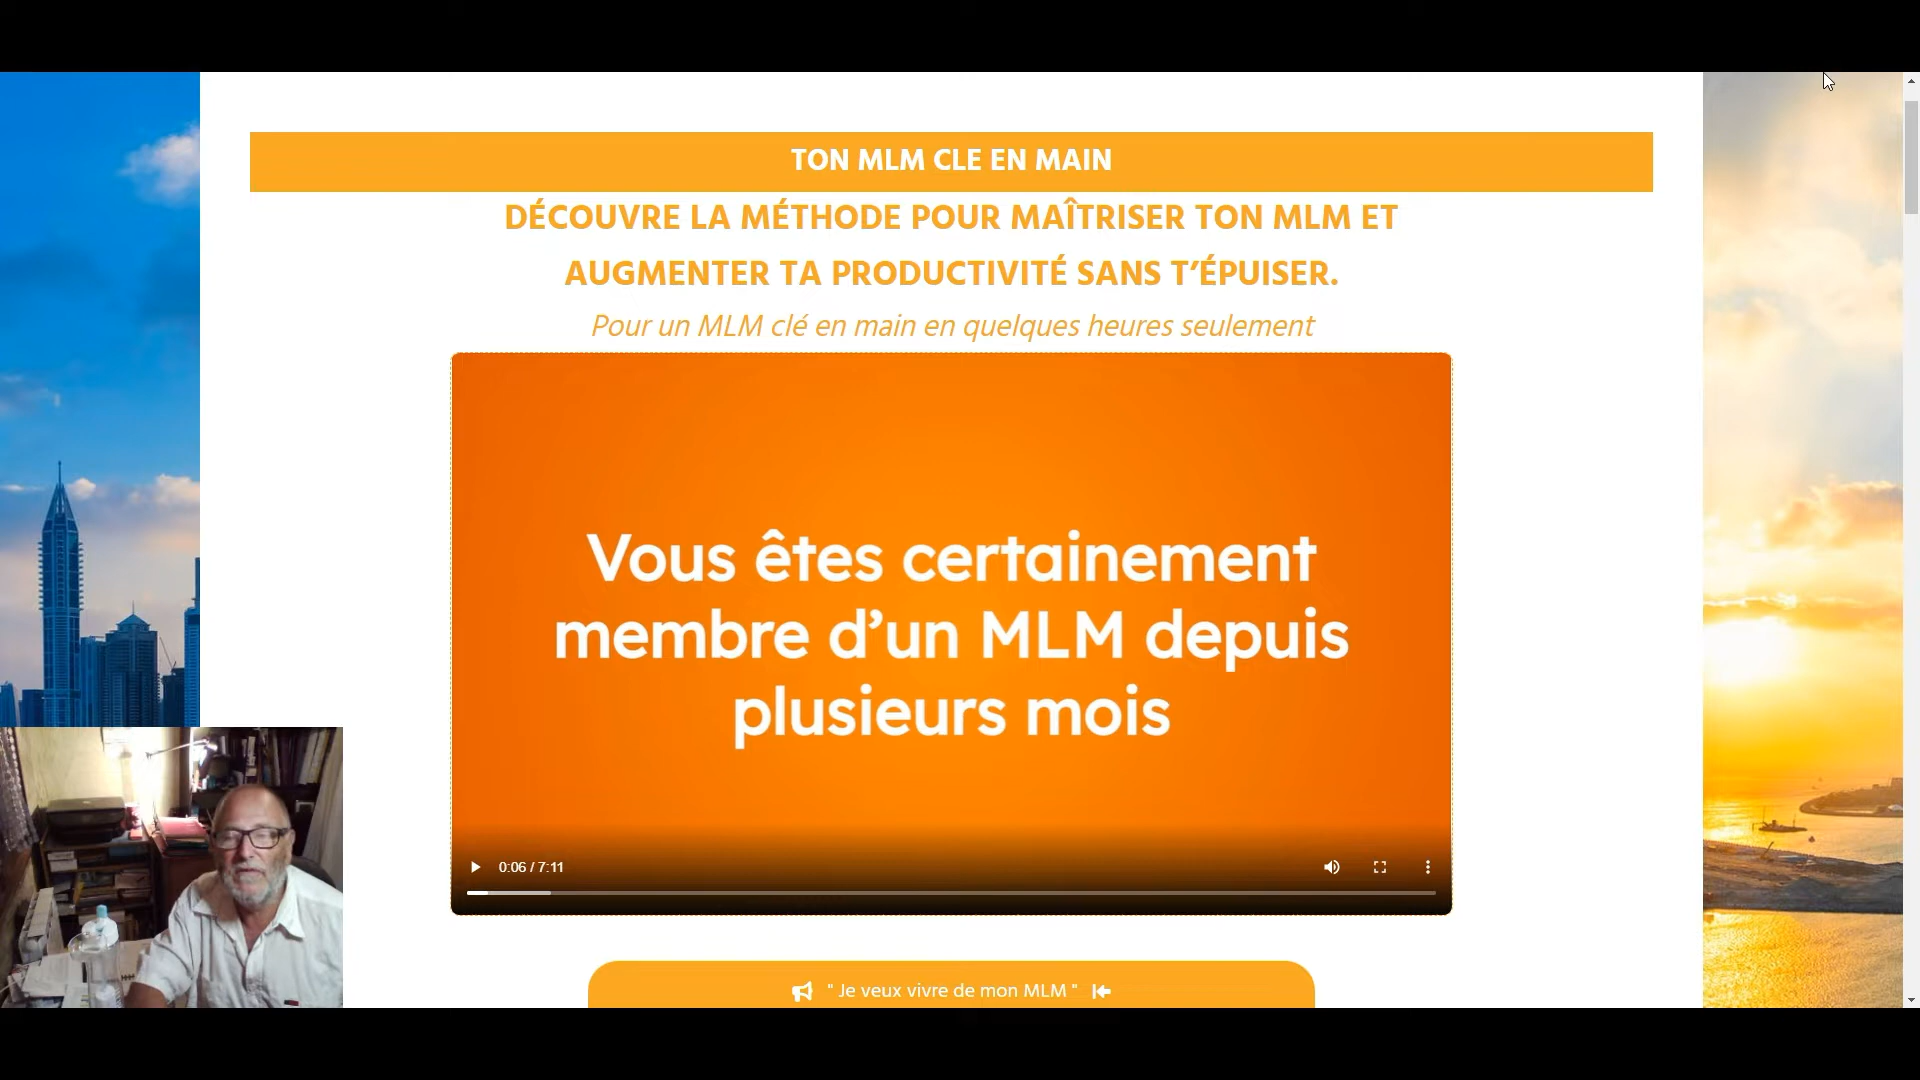 TON MLM CLE EN MAIN
DÉCOUVRE LA MÉTHODE POUR MAÎTRISER TON MLM ET
AUGMENTER TA PRODUCTIVITÉ SANS T’ÉPUISER.
Pour un MLM clé en main en quelques heures seulement
Vous êtes certainement
membre d’un MLM depuis
plusieurs mois
0:06 / 7:11
" Je veux vivre de mon MLM "